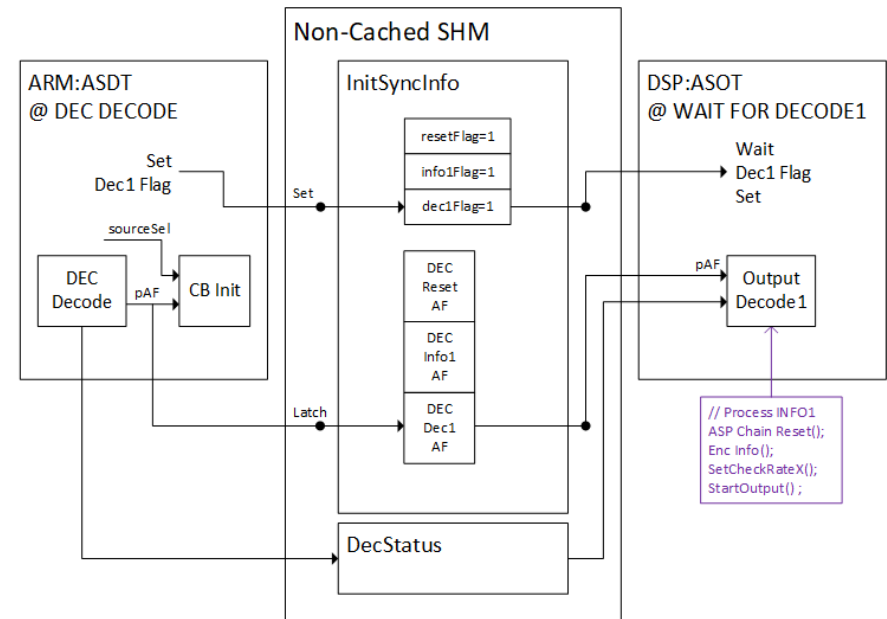 Non-Cached SHM
ARM:ASDT
@ DEC DECODE
Set
Dec1 Flag
sourceSel
DEC
Decode
pAF
CB Init
Set
Latch
InitSyncInfo
resetFlag=1
info1Flag=1
dec1Flag=1
DEC
Reset
AF
DEC
Info1
AF
DEC
Dec1
AF
DecStatus
DSP:ASOT
@ WAIT FOR DECODE1
Wait
Dec1 Flag
Set
pAF
Output
Decode1
// Process INFO1
ASP Chain Reset();
Enc Info();
SetCheckRateX();
StartOutput() ;